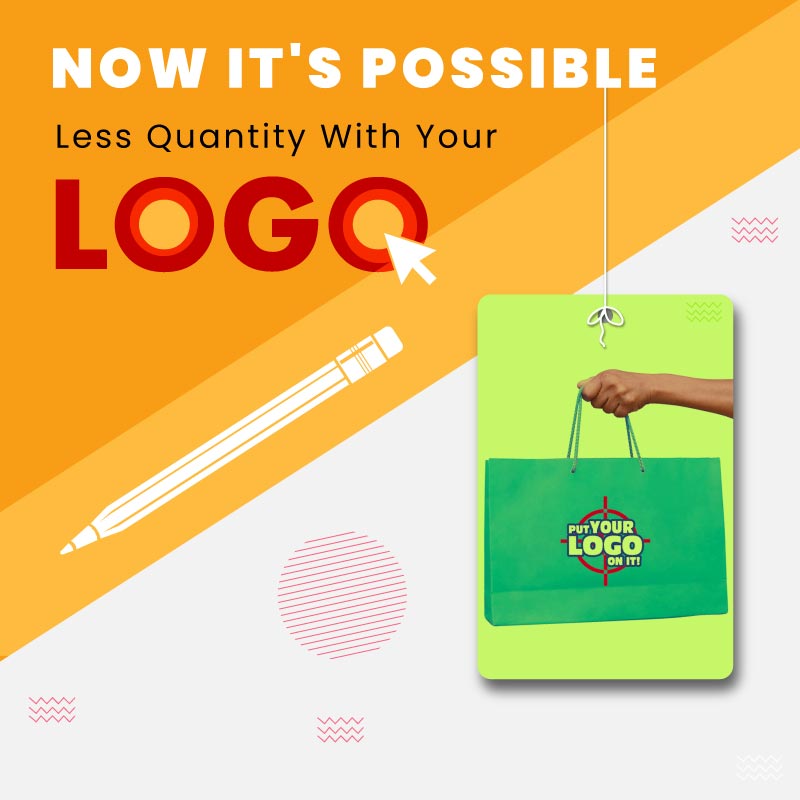 NOW IT'S POSSIBLE
Less Quantity With Your
LOGO
PUT YOUR
LOGO
ON IT!